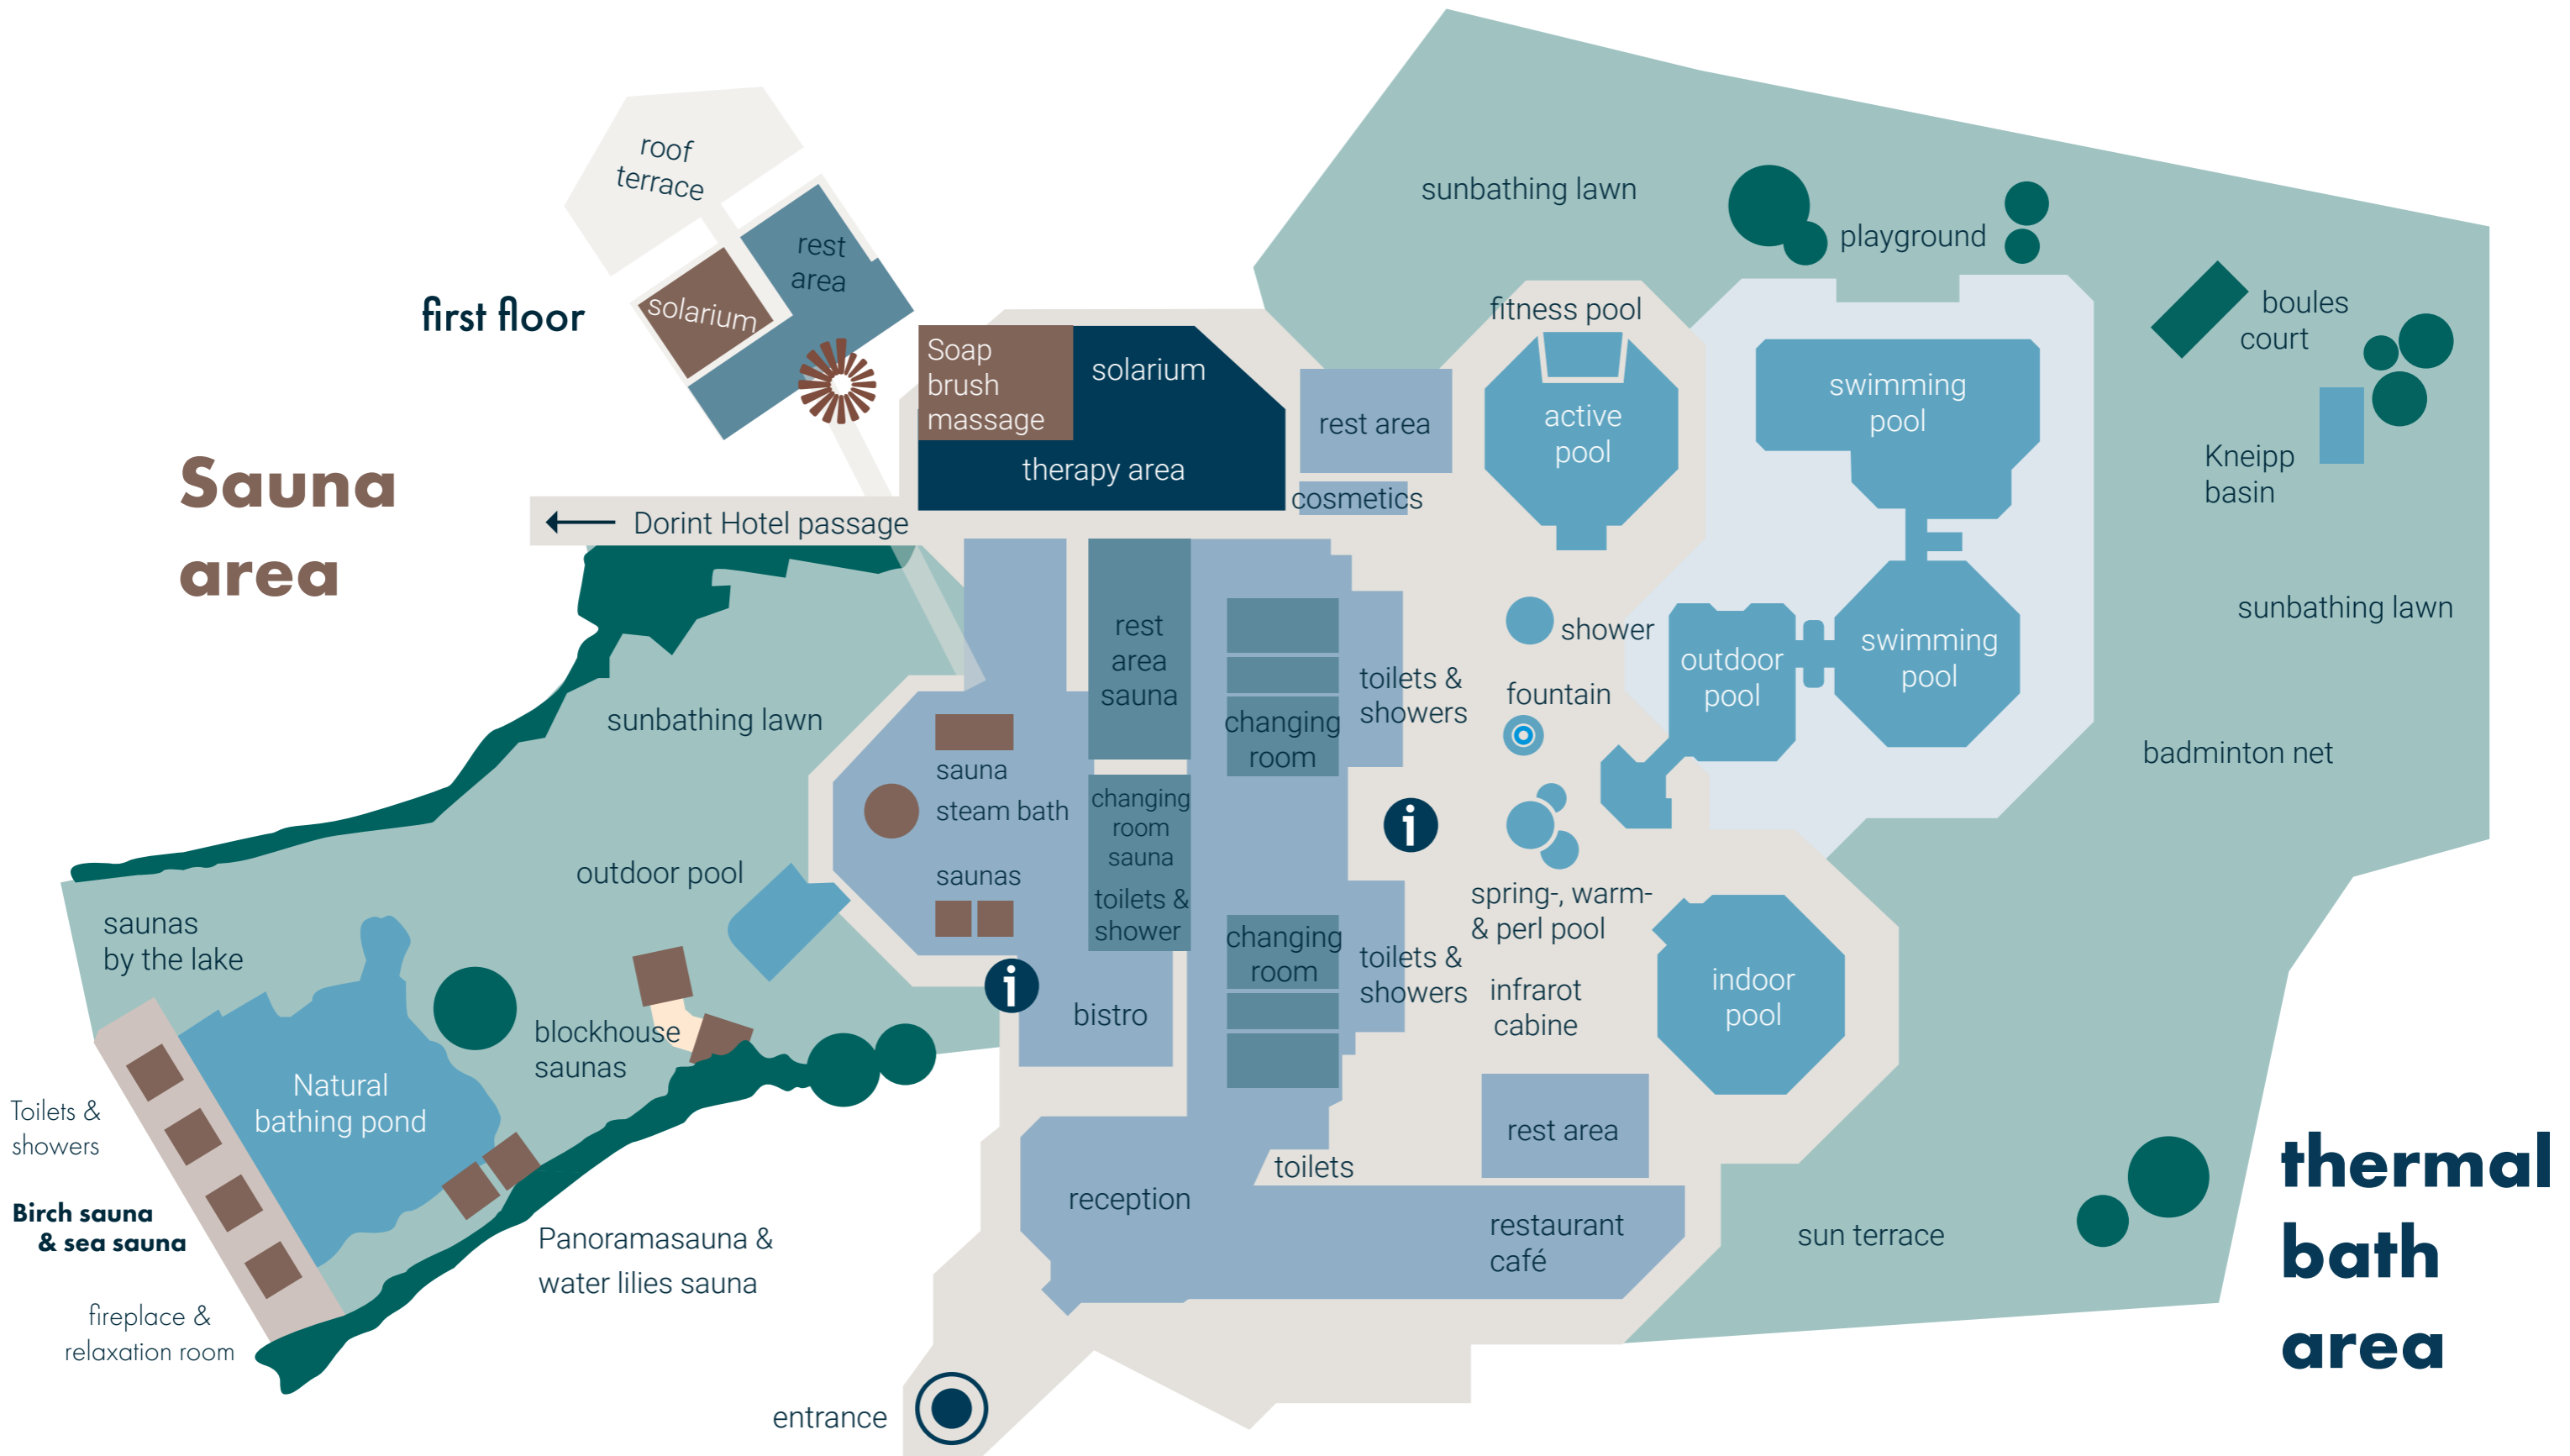 roof
terrace
rest
area
solarium
first floor
Sauna
area
Soap
brush
massage
solarium
therapy area
Dorint Hotel passage
rest area
cosmetics
fitness pool
active
pool
sunbathing lawn
playground
swimming
pool
boules
court
Kneipp
basin
sunbathing lawn
badminton net
shower
outdoor
pool
swimming
pool
fountain
toilets &
showers
changing
room
rest
area
sauna
sunbathing lawn
sauna
steam bath
saunas
changing
room
sauna
toilets &
shower
outdoor pool
i
i
spring-, warm-
& perl pool
changing
room
toilets &
showers
infrarot
cabine
indoor
pool
bistro
saunas
by the lake
blockhouse
saunas
Natural
bathing pond
Toilets &
showers
Birch sauna
& sea sauna
fireplace &
relaxation room
Panoramasauna &
water lilies sauna
rest area
toilets
reception
restaurant
café
sun terrace
entrance
thermal
bath
area